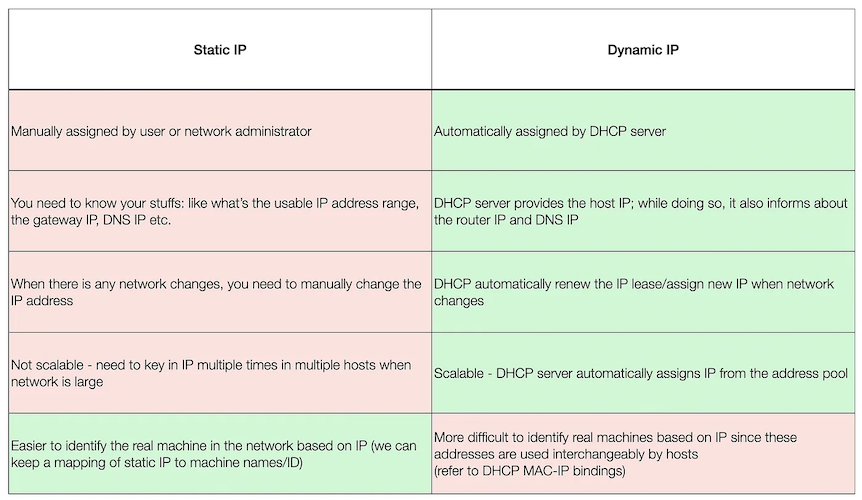 Static IP
Dynamic IP
Manually assigned by user or network administrator
Automatically assigned by DHCP server
You need to know your stuffs: like what's the usable IP address range,
the gateway IP, DNS IP etc.
DHCP server provides the host IP; while doing so, it also informs about
the router IP and DNS IP
When there is any network changes, you need to manually change the
IP address
DHCP automatically renew the IP lease/assign new IP when network
changes
Not scalable - need to key in IP multiple times in multiple hosts when
network is large
Scalable - DHCP server automatically assigns IP from the address pool
Easier to identify the real machine in the network based on IP (we can
keep a mapping of static IP to machine names/ID)
More difficult to identify real machines based on IP since these
addresses are used interchangeably by hosts
(refer to DHCP MAC-IP bindings)